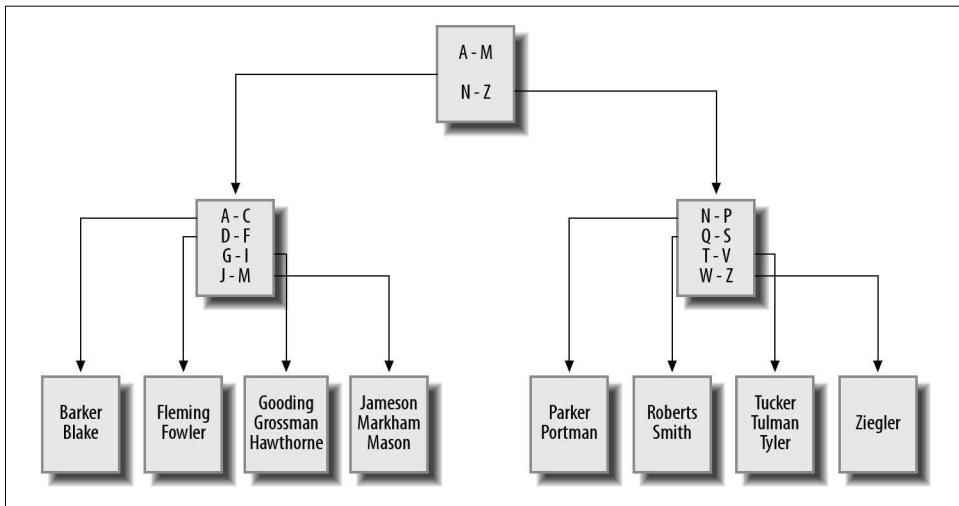 A - M
N - Z
A - C
D - F
G - I
J - M
N - P
Q - S
T - V
W - Z
Barker
Blake
Fleming
Fowler
Gooding
Grossman
Hawthorne
Jameson
Markham
Mason
Parker
Portman
Roberts
Smith
Tucker
Tulman
Tyler
Ziegler